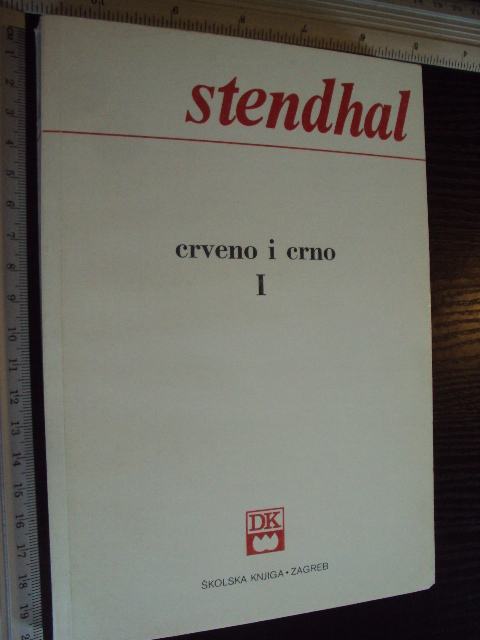 stendhal
crveno i crno
I
DK
ŠKOLSKA KNJIGA • ZAGREB